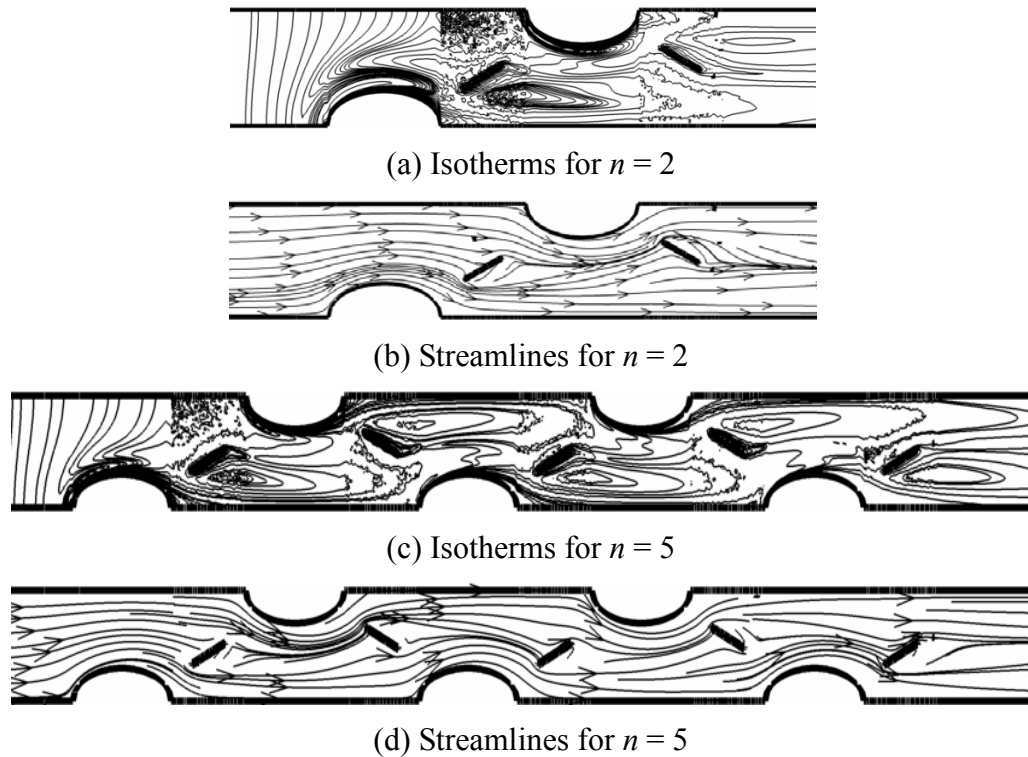 (a) Isotherms for n = 2
(b) Streamlines for n = 2
(c) Isotherms for n = 5
(d) Streamlines for n = 5